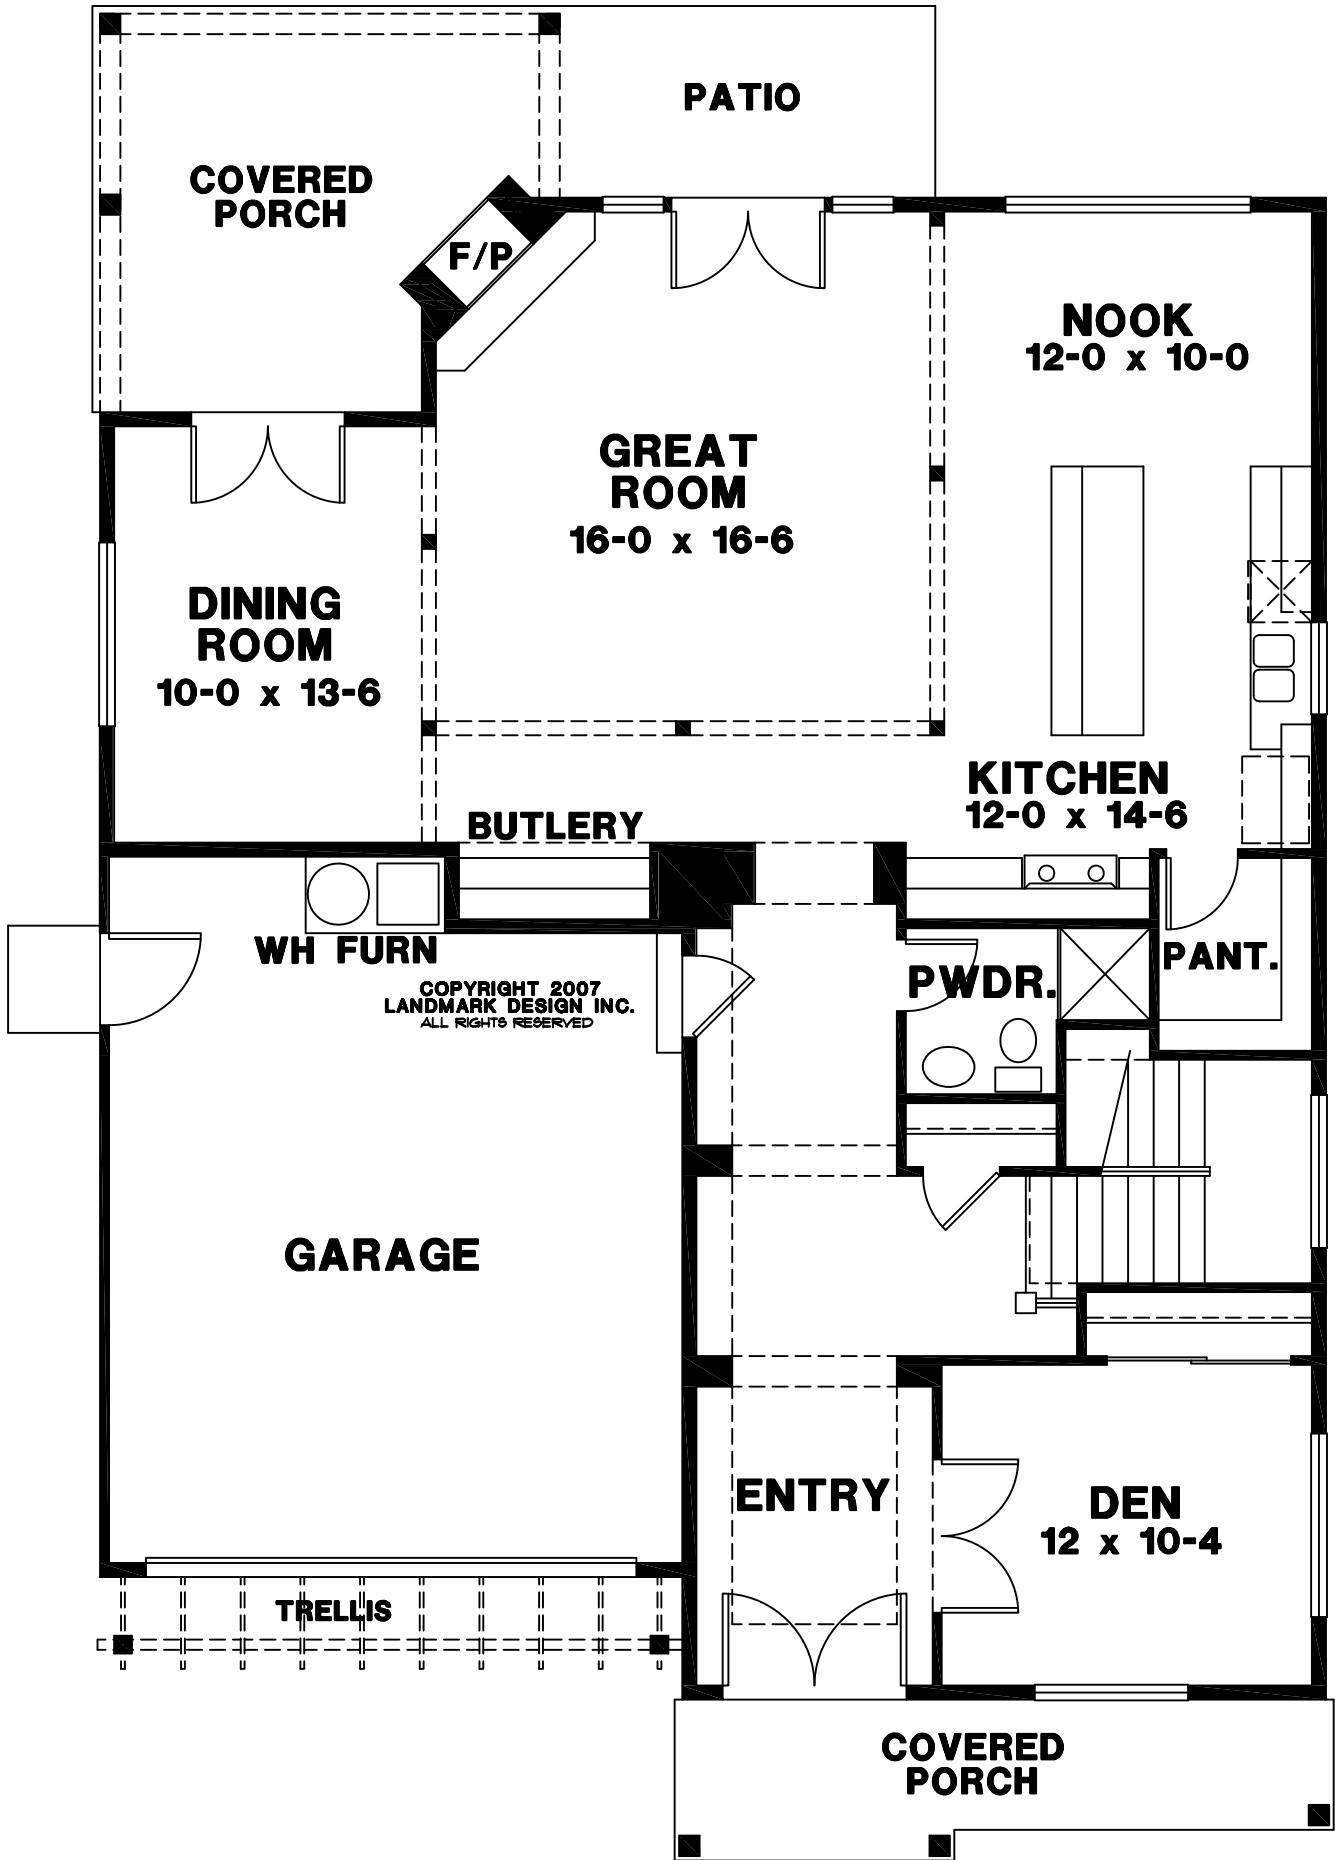 PATIO
COVERED
PORCH
F/P
NOOK
12-0 x 10-0
GREAT
ROOM
16-0 x 16-6
DINING
ROOM
10-0 x 13-6
KITCHEN
12-0 x 14-6
BUTLERY
WH FURN
COPYRIGHT 2007
LANDMARK DESIGN INC.
ALL RIGHTS RESERVED
PWDR.
PANT.
GARAGE
ENTRY
DEN
12 x 10-4
TRELLIS
COVERED
PORCH